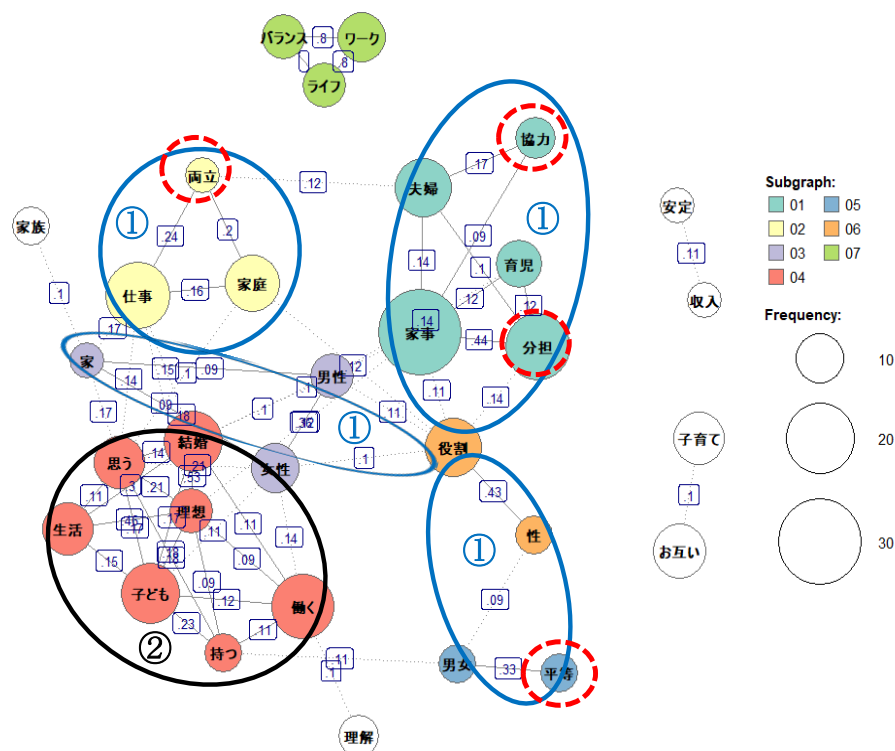 バランス
.8
ワーク
.8
ライフ
協力
両立
.12
夫婦
.17
Subgraph:
01
05
02
06
03
07
04
安定
家族
①
.24
.2
①
.09
.14
.1
育児
.11
収入
.1
仕事
.16
家庭
.12
.12
Frequency:
.17
家事
.14
.44
分担
10
家
.15
.1
.09
男性
.12
.14
.1
.11
.14
.09
.18
.1
.11
①
20
.17
結婚
.1
役割
子育て
思う
.14
.21
女性
.1
.3
.21
.53
.43
.11
理想
.11
30
生活
.46
.17
.17
.11
.14
性
お互い
①
.15
.18
.18
.09
子ども
.09
.12
働く
.09
.23
.11
②
持つ
.11
.1
男女
.33
平等
理解